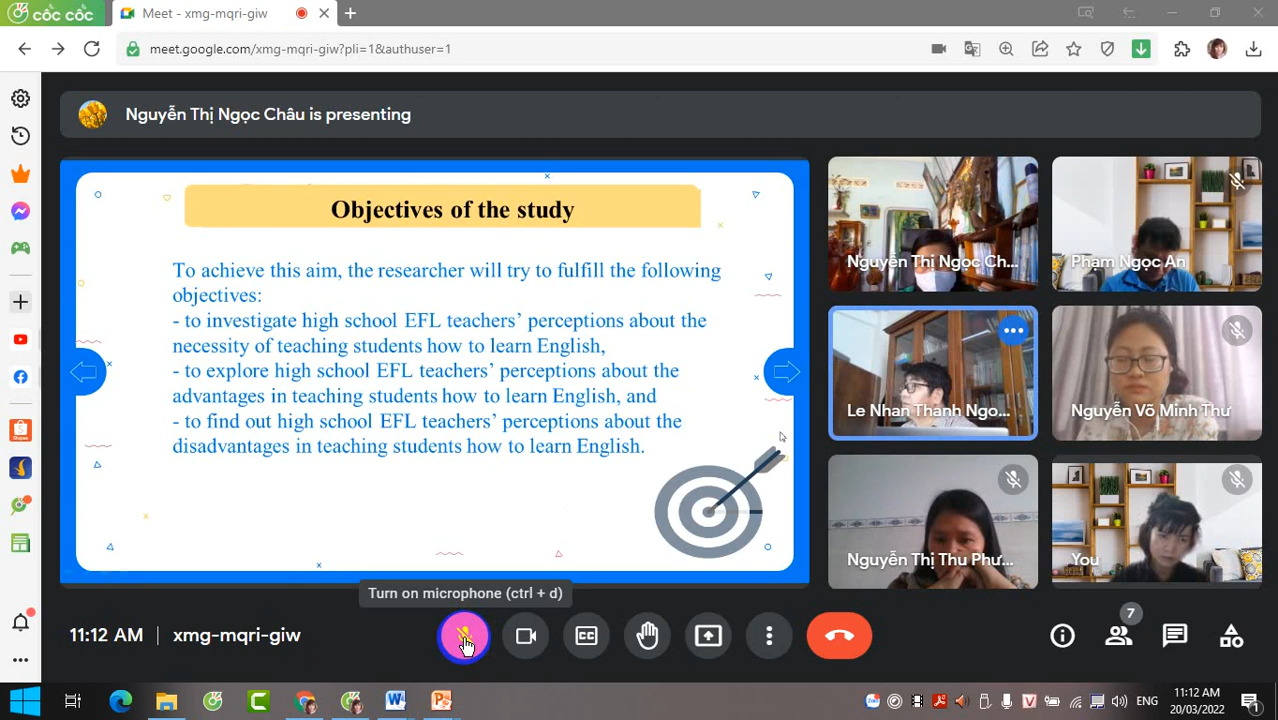 cốc cốc
Meet - xmg-mqri-giw
meet.google.com/xmg-mqri-giw?pli=1&authuser=1
Nguyễn Thị Ngọc Châu is presenting
Objectives of the study
To achieve this aim, the researcher will try to fulfill the following
objectives:
- to investigate high school EFL teachers’ perceptions about the
necessity of teaching students how to learn English,
- to explore high school EFL teachers’ perceptions about the
advantages in teaching students how to learn English, and
- to find out high school EFL teachers’ perceptions about the
disadvantages in teaching students how to learn English.
Nguyễn Thị Ngọc Ch...
Phạm Ngọc An
Le Nhan Thanh Ngo...
Nguyễn Võ Minh Thư
Nguyễn Thị Thu Phư...
You
Turn on microphone (ctrl + d)
11:12 AM | xmg-mqri-giw
CC
7
ENG
11:12 AM
20/03/2022
1